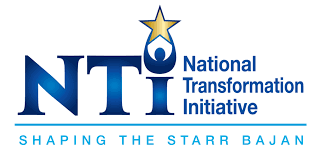 NTi
National
Transformation
Initiative
SHAPING THE STARR BAJAN